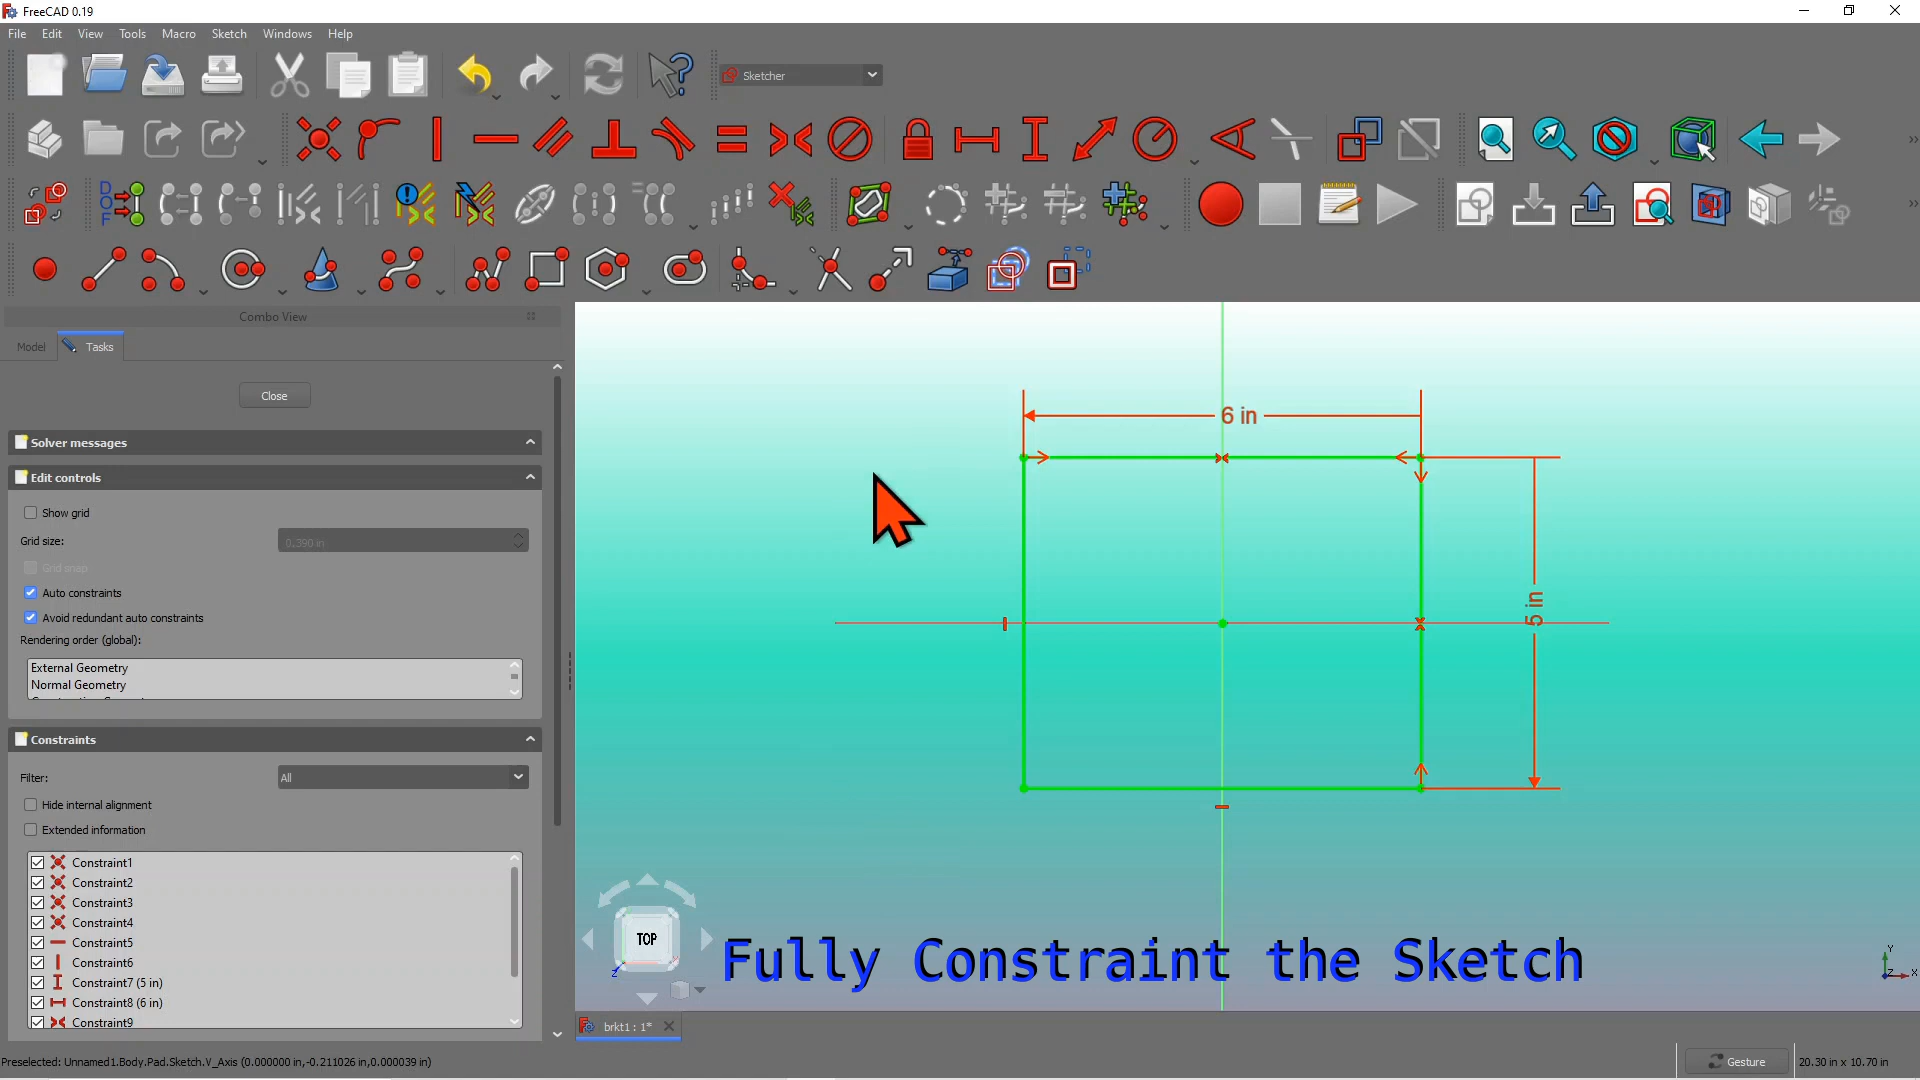 FreeCAD 0.19
File Edit View Tools Macro Sketch Windows Help
Sketcher
DOF
Combo View
Model Tasks
Close
Solver messages
Edit controls
Show grid
Grid size: 0.390 in
Grid snap
Auto constraints
Avoid redundant auto constraints
Rendering order (global):
External Geometry
Normal Geometry
Constraints
Filter: All
Hide internal alignment
Extended information
Constraint1
Constraint2
Constraint3
Constraint4
Constraint5
Constraint6
Constraint7 (5 in)
Constraint8 (6 in)
Constraint9
6 in
5 in
TOP
Z
Fully Constraint the Sketch
Y
Z X
brkt1 : 1*
Preselected: Unnamed1.Body.Pad.Sketch.V_Axis (0.000000 in,-0.211026 in,0.000039 in)
Gesture
20.30 in x 10.70 in